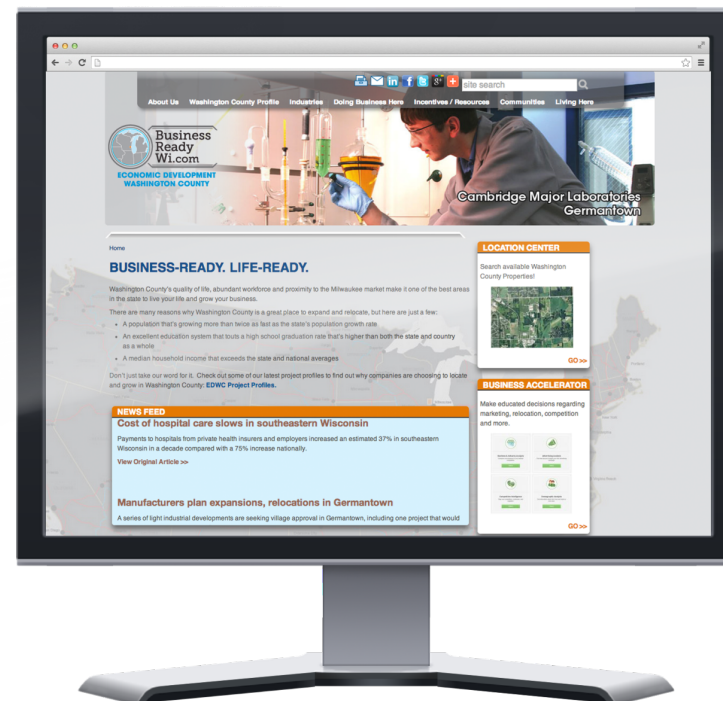 site search
About Us Washington County Profile Industries Doing Business Here Incentives / Resources Communities Living Here
Business
Ready
Wi.com
ECONOMIC DEVELOPMENT
WASHINGTON COUNTY
Cambridge Major Laboratories
Germantown
Home
BUSINESS-READY. LIFE-READY.
Washington County's quality of life, abundant workforce and proximity to the Milwaukee market make it one of the best areas
in the state to live your life and grow your business.
There are many reasons why Washington County is a great place to expand and relocate, but here are just a few:
• A population that's growing more than twice as fast as the state's population growth rate
• An excellent education system that touts a high school graduation rate that's higher than both the state and county
as a whole
• A median household income that exceeds the state and national averages
Don't just take our word for it. Check out some of our latest project profiles to find out why companies are choosing to locate
and grow in Washington County: EDWC Project Profiles.
NEWS FEED
Cost of hospital care slows in southeastern Wisconsin
Payments to hospitals from private health insurers and employers increased an estimated 37% in southeastern
Wisconsin in a decade compared with a 75% increase nationally.
View Original Article >>
Manufacturers plan expansions, relocations in Germantown
A series of light industrial developments are seeking village approval in Germantown, including one project that would
LOCATION CENTER
Search available Washington
County Properties!
GO >>
BUSINESS ACCELERATOR
Make educated decisions regarding
marketing, relocation, competition
and more.
GO >>